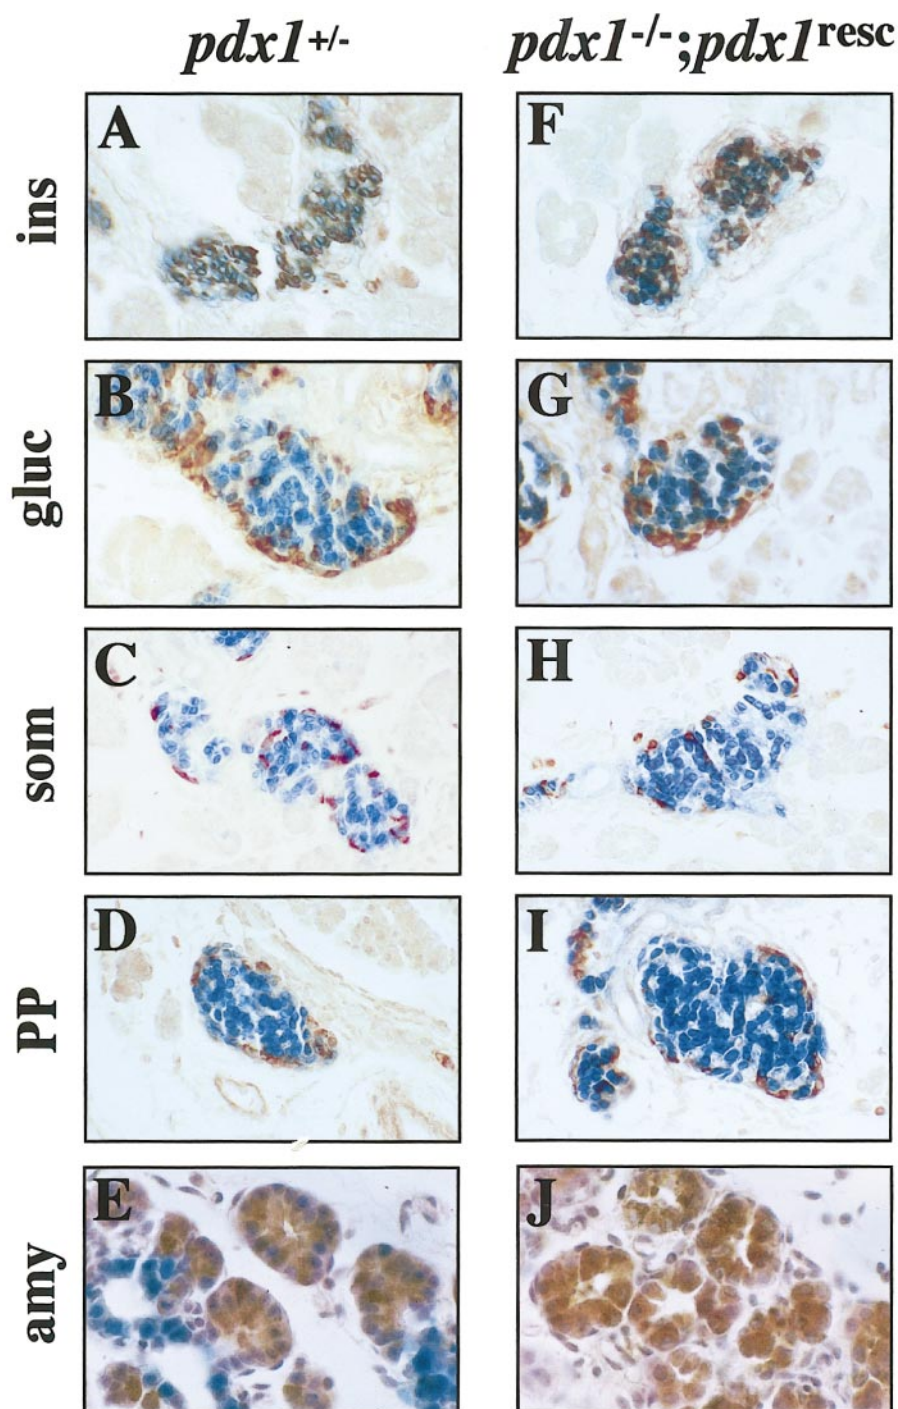 pdx1+/- pdx1-/-;pdx1resc
A F
ins
B G
gluc
C H
som
D I
PP
E J
amy